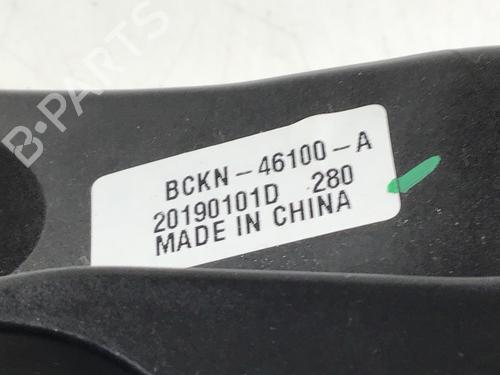 B-PARTS
BCKN-46100-A
20190101D 280
MADE IN CHINA